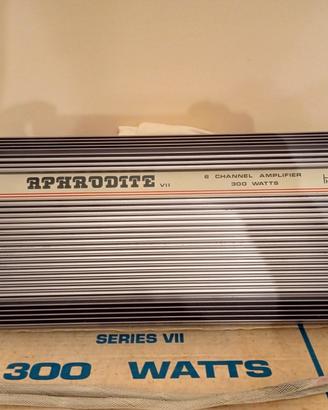 APHRODITE VII
6 CHANNEL AMPLIFIER
300 WATTS
SERIES VII
300 WATTS